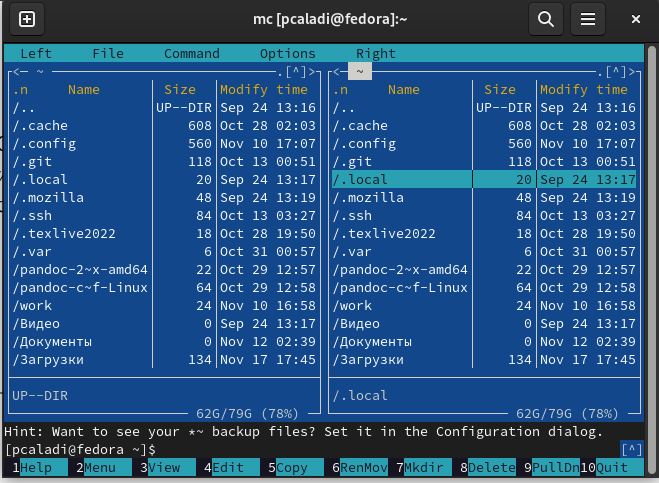 mc [pcaladi@fedora]:~
Left File Command Options Right
<- ~ .[^]> <- ~ .[^]>
.n Name Size Modify time .n Name Size Modify time
/.. UP--DIR Sep 24 13:16 /.. UP--DIR Sep 24 13:16
/.cache 608 Oct 28 02:03 /.cache 608 Oct 28 02:03
/.config 560 Nov 10 17:07 /.config 560 Nov 10 17:07
/.git 118 Oct 13 00:51 /.git 118 Oct 13 00:51
/.local 20 Sep 24 13:17 /.local 20 Sep 24 13:17
/.mozilla 48 Sep 24 13:19 /.mozilla 48 Sep 24 13:19
/.ssh 84 Oct 13 03:27 /.ssh 84 Oct 13 03:27
/.texlive2022 18 Oct 28 19:50 /.texlive2022 18 Oct 28 19:50
/.var 6 Oct 31 00:57 /.var 6 Oct 31 00:57
/pandoc-2~x-amd64 22 Oct 29 12:57 /pandoc-2~x-amd64 22 Oct 29 12:57
/pandoc-c~f-Linux 64 Oct 29 12:58 /pandoc-c~f-Linux 64 Oct 29 12:58
/work 24 Nov 10 16:58 /work 24 Nov 10 16:58
/Видео 0 Sep 24 13:17 /Видео 0 Sep 24 13:17
/Документы 0 Nov 12 02:39 /Документы 0 Nov 12 02:39
/Загрузки 134 Nov 17 17:45 /Загрузки 134 Nov 17 17:45
UP--DIR /.local
62G/79G (78%) 62G/79G (78%)
Hint: Want to see your *~ backup files? Set it in the Configuration dialog.
[pcaladi@fedora ~]$ [^]
1Help 2Menu 3View 4Edit 5Copy 6RenMov 7Mkdir 8Delete 9PullDn 10Quit